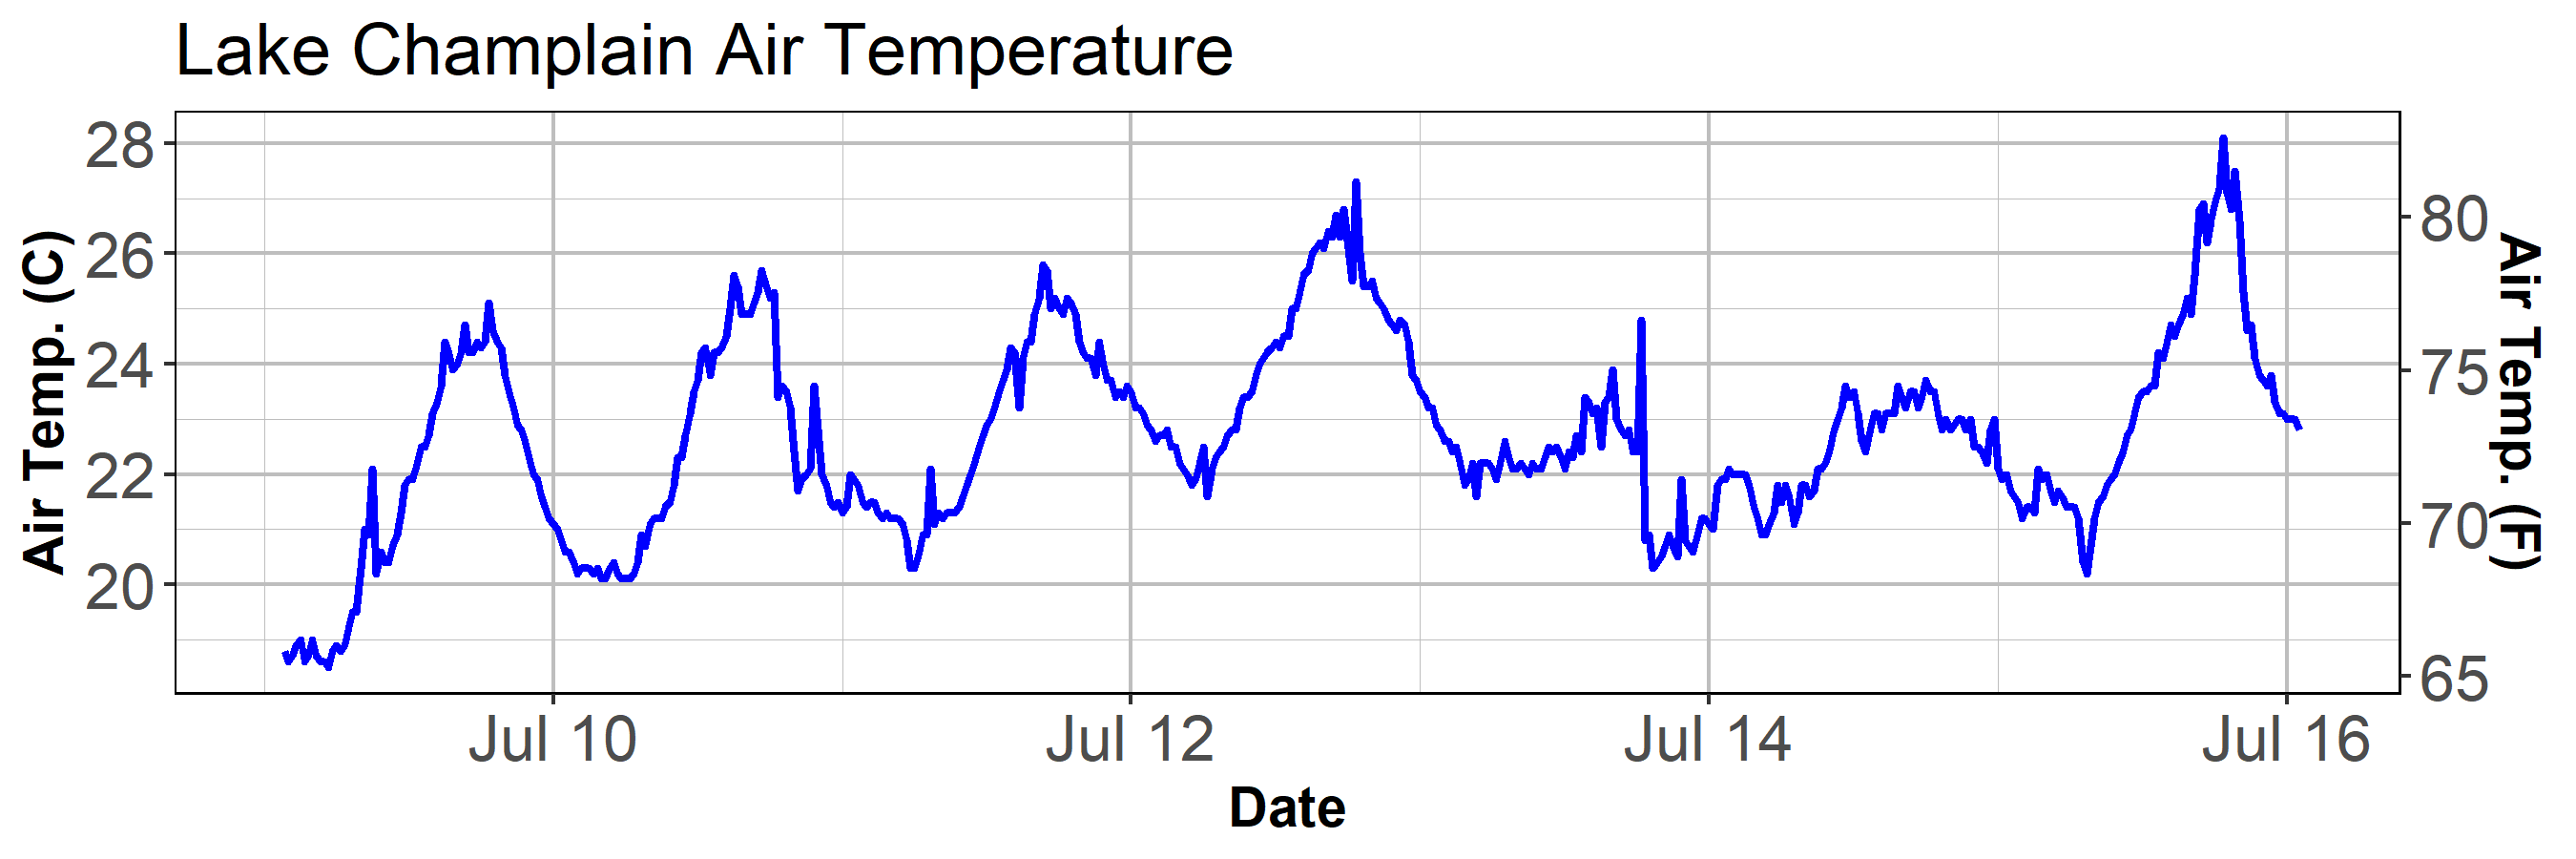 Lake Champlain Air Temperature
Air Temp. (C)
28
26
24
22
20
80
75
70
65
Air Temp. (F)
Jul 10 Jul 12 Jul 14 Jul 16
Date